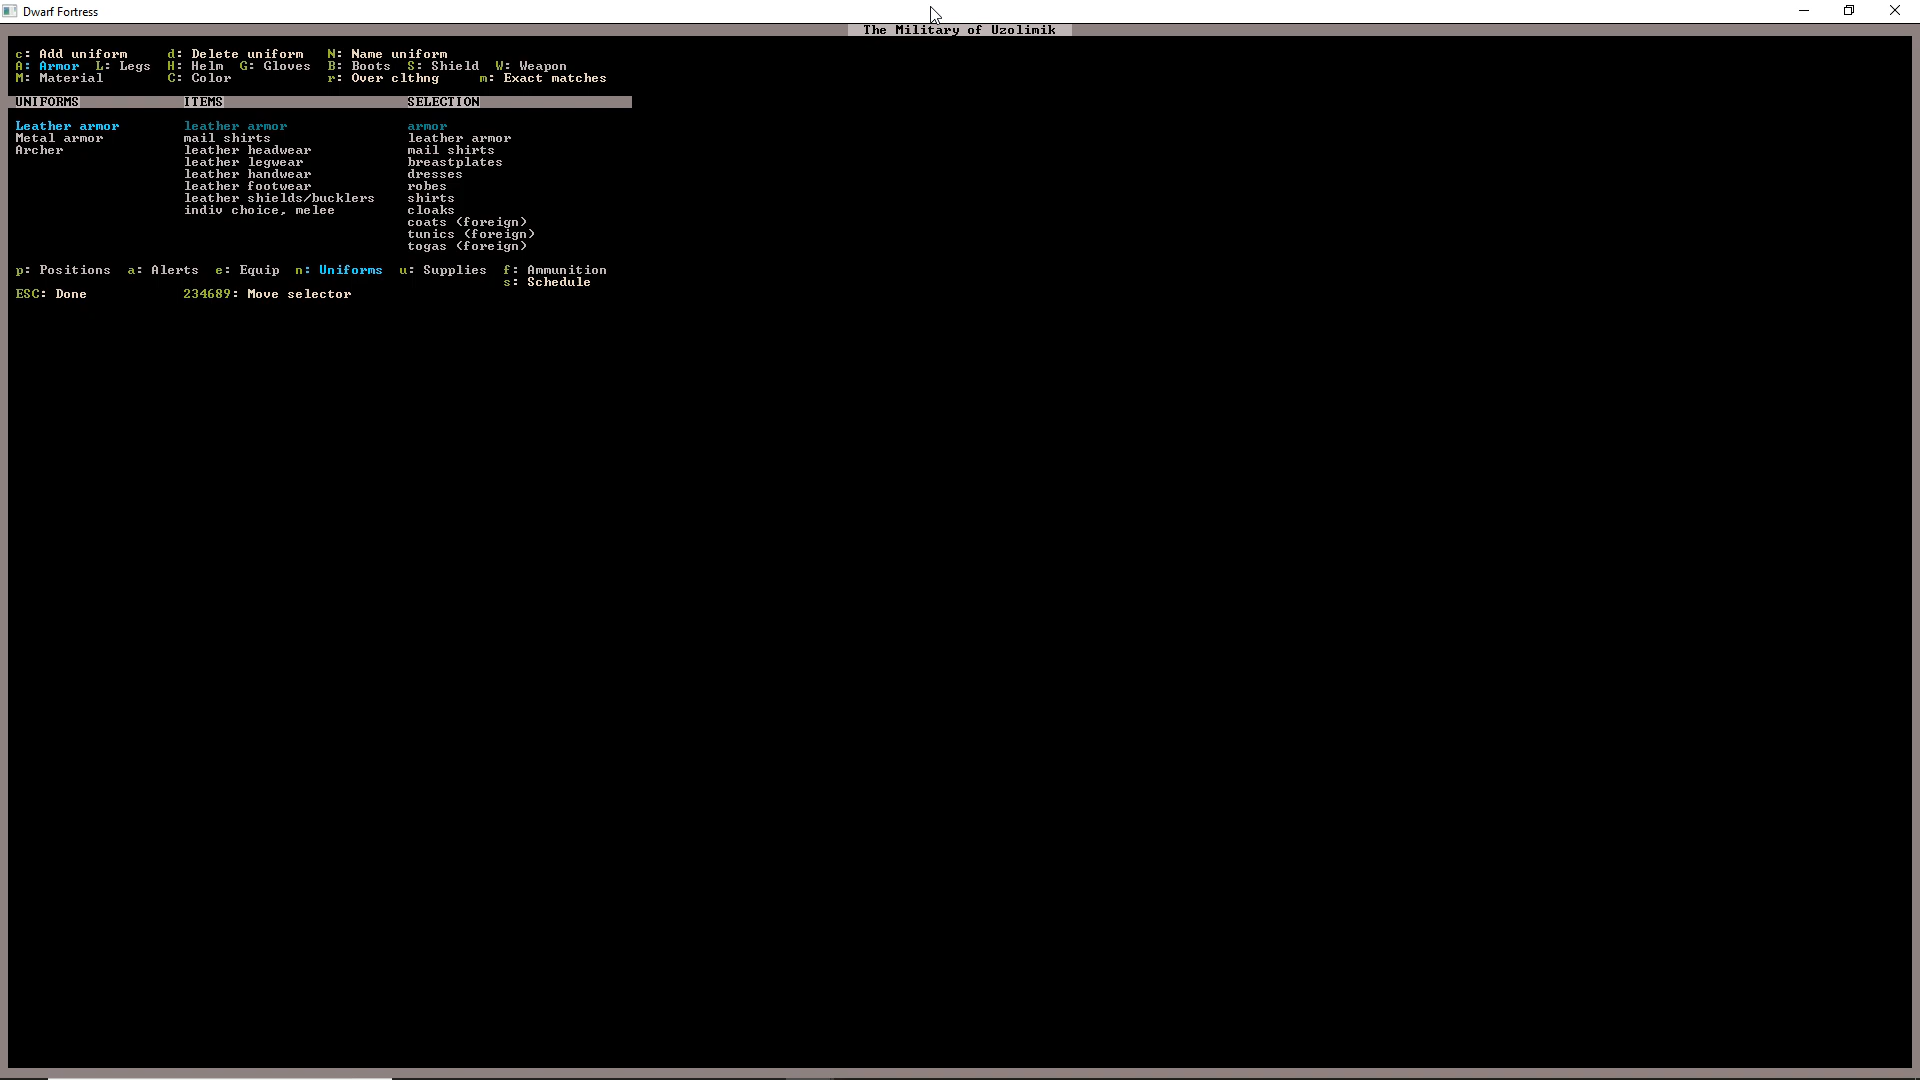 Dwarf Fortress
The Military of Uzolimik
c: Add uniform d: Delete uniform N: Name uniform
A: Armor L: Legs H: Helm G: Gloves B: Boots S: Shield W: Weapon
M: Material C: Color r: Over clthng m: Exact matches
UNIFORMS ITEMS SELECTION
Leather armor leather armor armor
Metal armor mail shirts leather armor
Archer leather headwear mail shirts
leather legwear breastplates
leather handwear dresses
leather footwear robes
leather shields/bucklers shirts
indiv choice, melee cloaks
coats (foreign)
tunics (foreign)
togas (foreign)
p: Positions a: Alerts e: Equip n: Uniforms u: Supplies f: Ammunition
s: Schedule
ESC: Done 234689: Move selector